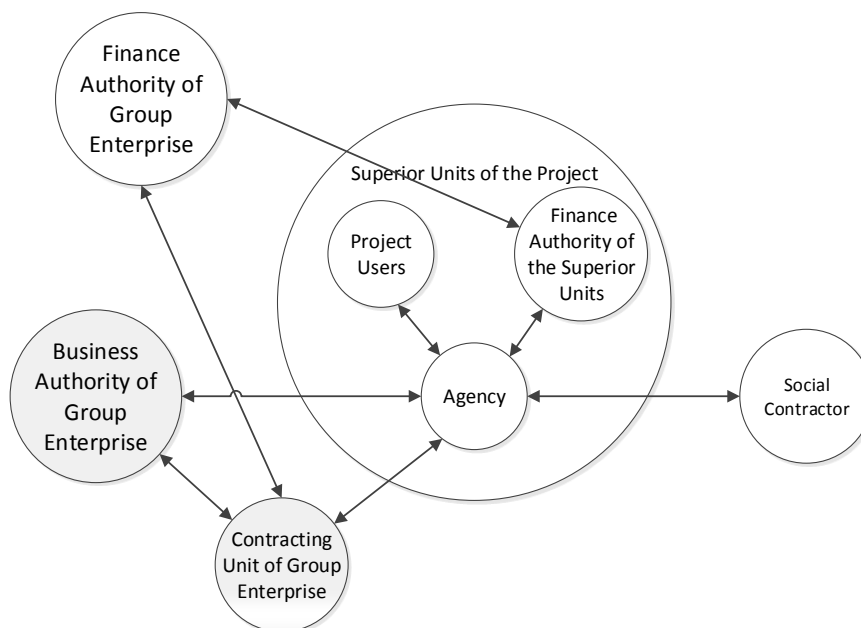 Finance
Authority of
Group
Enterprise
Superior Units of the Project
Project
Users
Finance
Authority of
the Superior
Units
Business
Authority of
Group
Enterprise
Agency
Social
Contractor
Contracting
Unit of Group
Enterprise